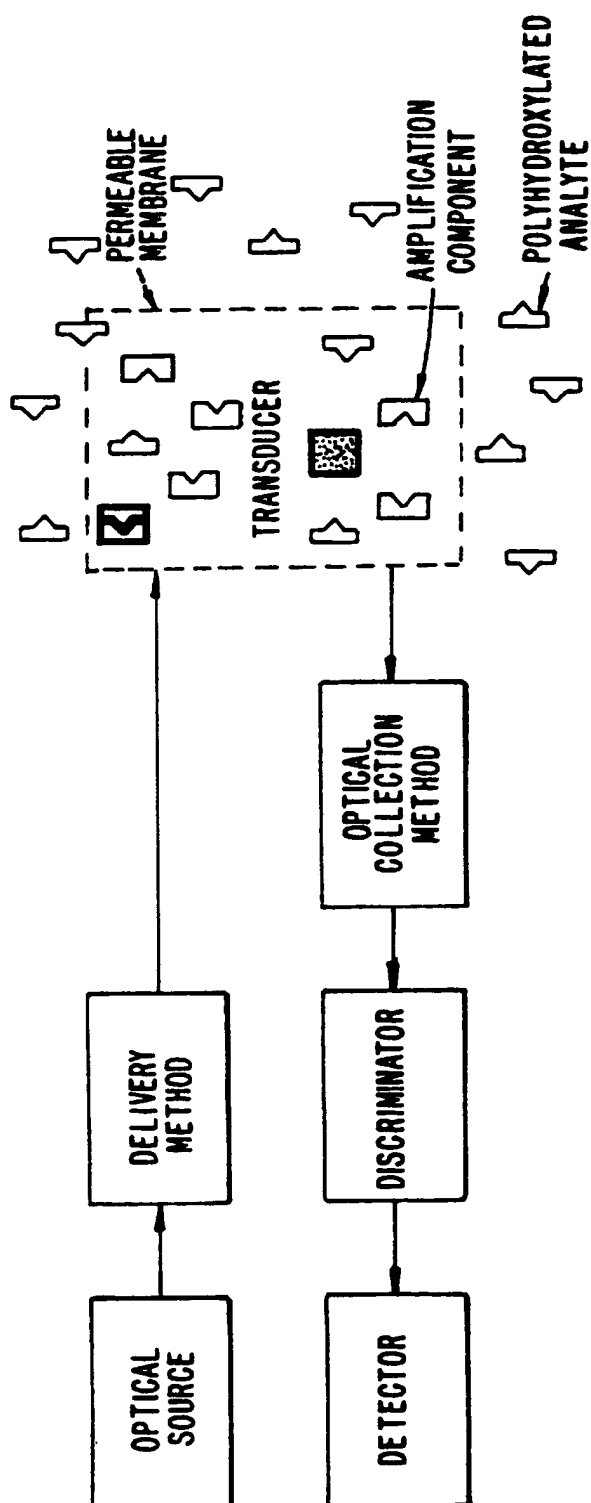 OPTICAL
SOURCE
DELIVERY
METHOD
PERMEABLE
MEMBRANE
TRANSDUCER
AMPLIFICATION
COMPONENT
POLYHYDROXYLATED
ANALYTE
OPTICAL
COLLECTION
METHOD
DISCRIMINATOR
DETECTOR